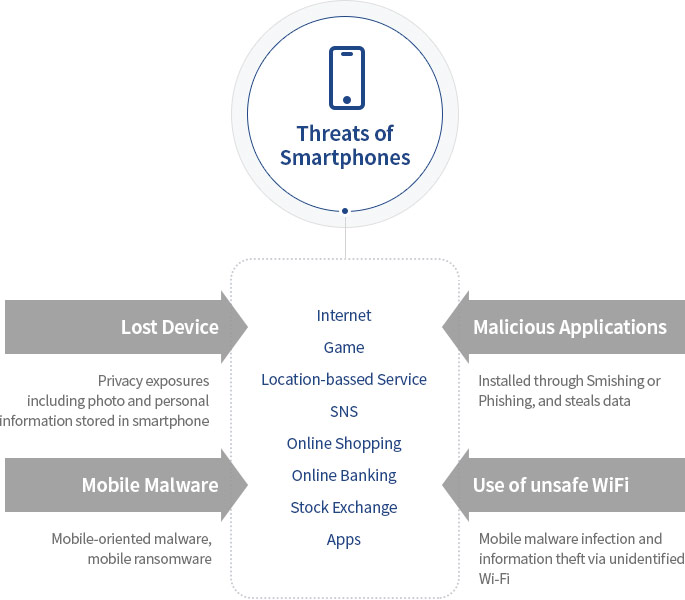 Threats of
Smartphones
Lost Device
Privacy exposures
including photo and personal
information stored in smartphone
Mobile Malware
Mobile-oriented malware,
mobile ransomware
Internet
Game
Location-bassed Service
SNS
Online Shopping
Online Banking
Stock Exchange
Apps
Malicious Applications
Installed through Smishing or
Phishing, and steals data
Use of unsafe WiFi
Mobile malware infection and
information theft via unidentified
Wi-Fi